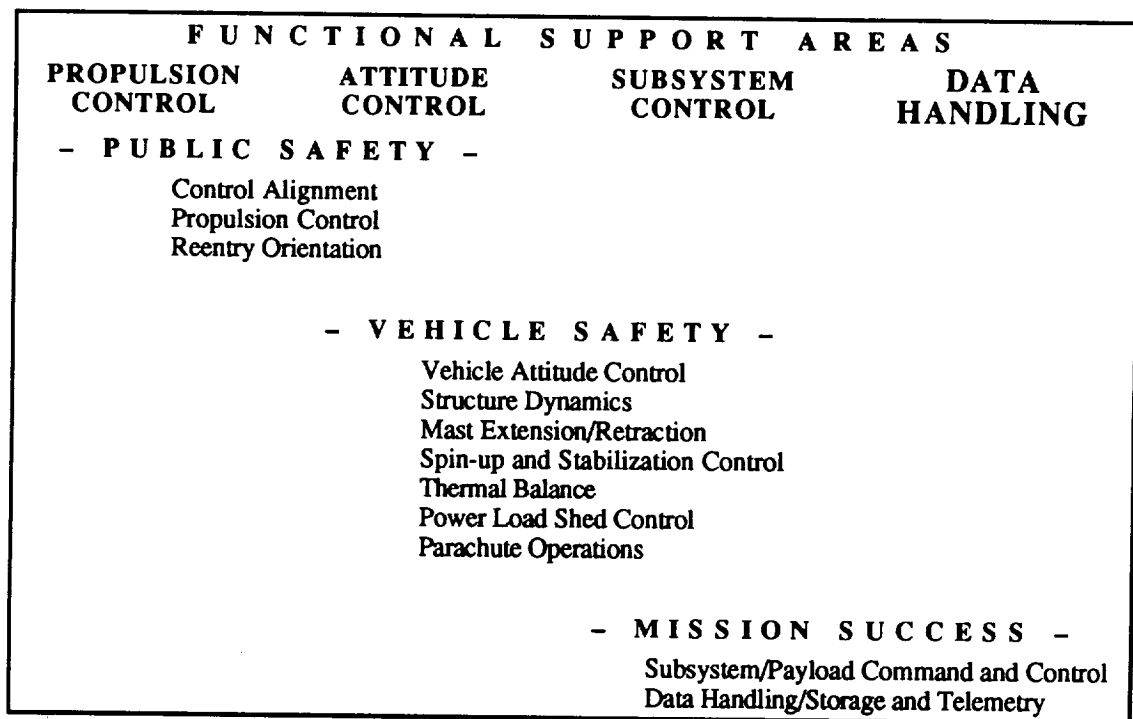 FUNCTIONAL SUPPORT AREAS
PROPULSION CONTROL
ATTITUDE CONTROL
SUBSYSTEM CONTROL
DATA HANDLING
- PUBLIC SAFETY -
Control Alignment
Propulsion Control
Reentry Orientation
- VEHICLE SAFETY -
Vehicle Attitude Control
Structure Dynamics
Mast Extension/Retraction
Spin-up and Stabilization Control
Thermal Balance
Power Load Shed Control
Parachute Operations
- MISSION SUCCESS -
Subsystem/Payload Command and Control
Data Handling/Storage and Telemetry